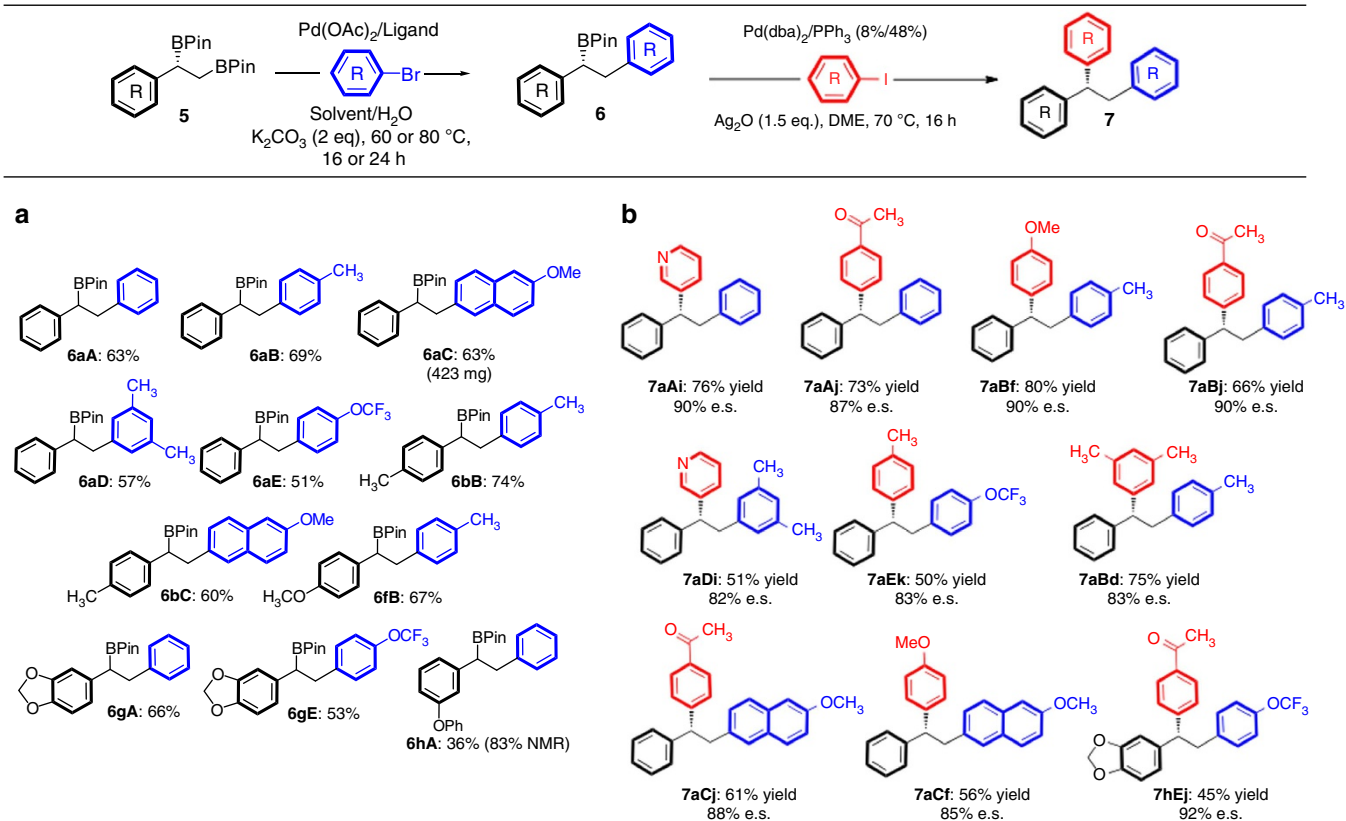 Pd(OAc)2/Ligand
BPin
BPin
R
5
R
Br
Solvent/H2O
K2CO3 (2 eq), 60 or 80 °C,
16 or 24 h
BPin
R
R
6
Pd(dba)2/PPh3 (8%/48%)
R
I
Ag2O (1.5 eq.), DME, 70 °C, 16 h
R
R
R
7
a
BPin
6aA: 63%
BPin
CH3
6aB: 69%
BPin
OMe
6aC: 63%
(423 mg)
CH3
BPin
CH3
6aD: 57%
BPin
OCF3
6aE: 51%
BPin
CH3
H3C
6bB: 74%
BPin
OMe
H3C
6bC: 60%
BPin
CH3
H3CO
6fB: 67%
BPin
O
O
6gA: 66%
BPin
OCF3
O
O
6gE: 53%
BPin
OPh
6hA: 36% (83% NMR)
b
N
7aAi: 76% yield
90% e.s.
O
CH3
7aAj: 73% yield
87% e.s.
OMe
CH3
7aBf: 80% yield
90% e.s.
O
CH3
CH3
7aBj: 66% yield
90% e.s.
N
CH3
CH3
7aDi: 51% yield
82% e.s.
CH3
OCF3
7aEk: 50% yield
83% e.s.
H3C
CH3
CH3
7aBd: 75% yield
83% e.s.
O
CH3
OCH3
7aCj: 61% yield
88% e.s.
MeO
OCH3
7aCf: 56% yield
85% e.s.
O
CH3
OCF3
O
O
7hEj: 45% yield
92% e.s.